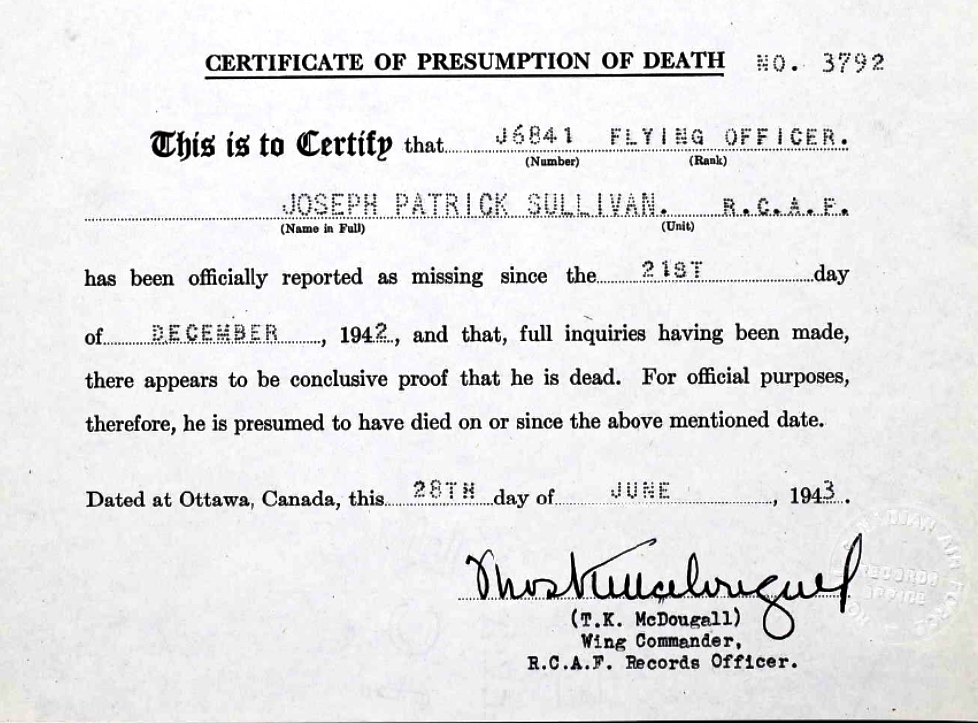 CERTIFICATE OF PRESUMPTION OF DEATH NO. 3792
This is to Certify that J6841 FLYING OFFICER.
(Number) (Rank)
JOSEPH PATRICK SULLIVAN. R.C.A.F.
(Name in Full) (Unit)
has been officially reported as missing since the 21ST day
of DECEMBER, 1942, and that, full inquiries having been made,
there appears to be conclusive proof that he is dead. For official purposes,
therefore, he is presumed to have died on or since the above mentioned date.
Dated at Ottawa, Canada, this 28TH day of JUNE, 1943.
Thos K McDougall
(T.K. McDougall)
Wing Commander,
R.C.A.F. Records Officer.
RECORDS
OFFICE